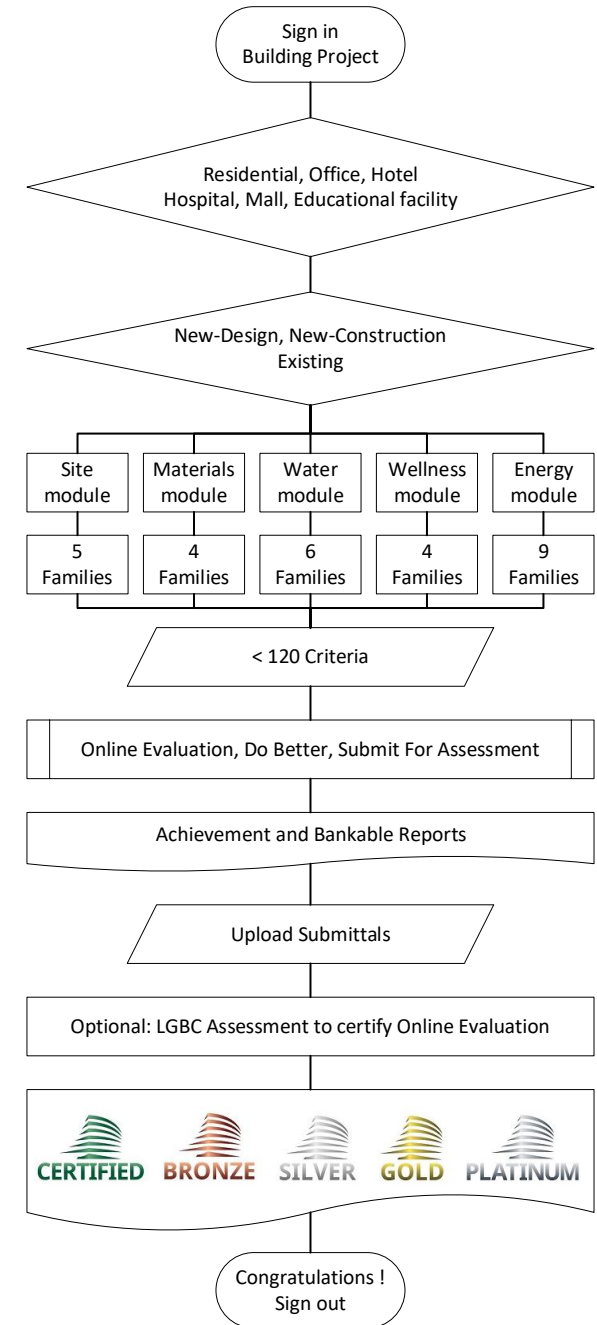 Sign in
Building Project
Residential, Office, Hotel
Hospital, Mall, Educational facility
New-Design, New-Construction
Existing
Site
module
Materials
module
Water
module
Wellness
module
Energy
module
5
Families
4
Families
6
Families
4
Families
9
Families
< 120 Criteria
Online Evaluation, Do Better, Submit For Assessment
Achievement and Bankable Reports
Upload Submittals
Optional: LGBC Assessment to certify Online Evaluation
CERTIFIED
BRONZE
SILVER
GOLD
PLATINUM
Congratulations !
Sign out